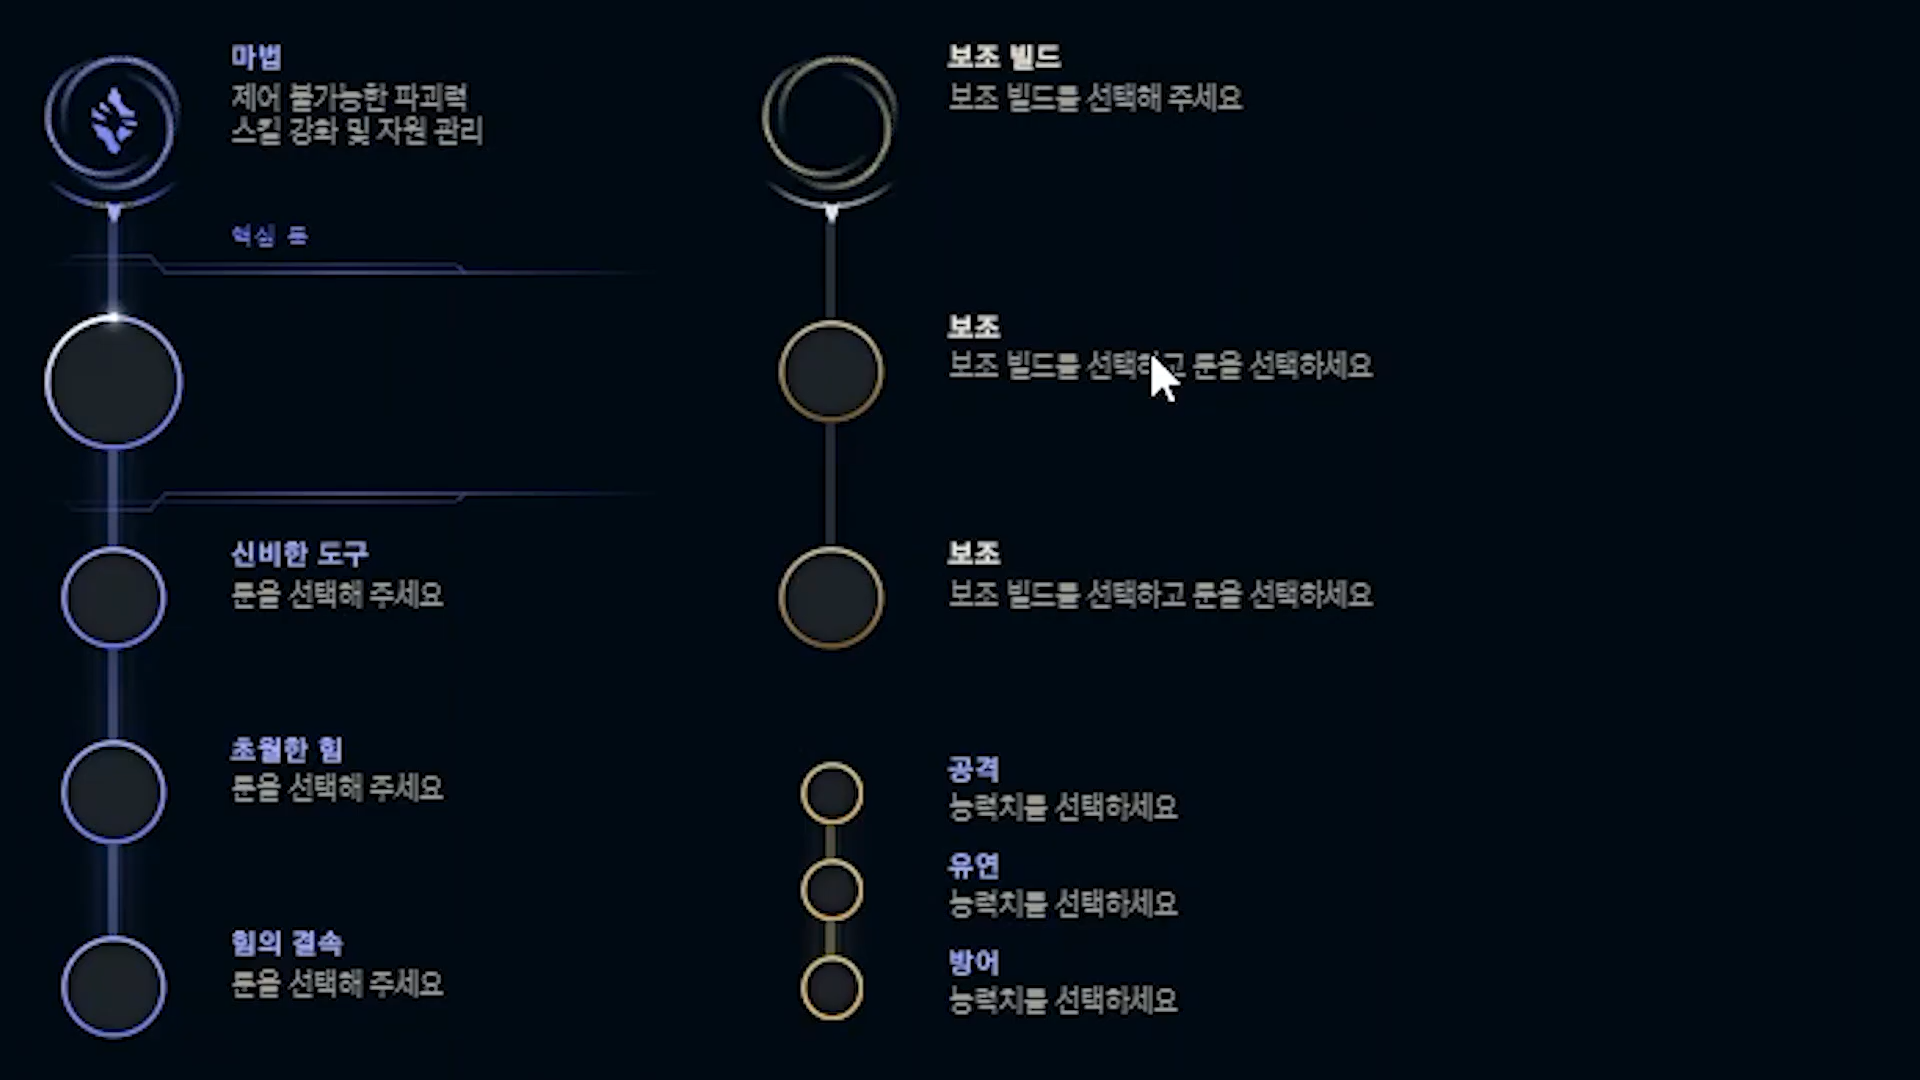 마법
제어 불가능한 파괴력
스킬 강화 및 자원 관리
핵심 룬
신비한 도구
룬을 선택해 주세요
초월한 힘
룬을 선택해 주세요
힘의 결속
룬을 선택해 주세요
보조 빌드
보조 빌드를 선택해 주세요
보조
보조 빌드를 선택하고 룬을 선택하세요
보조
보조 빌드를 선택하고 룬을 선택하세요
공격
능력치를 선택하세요
유연
능력치를 선택하세요
방어
능력치를 선택하세요